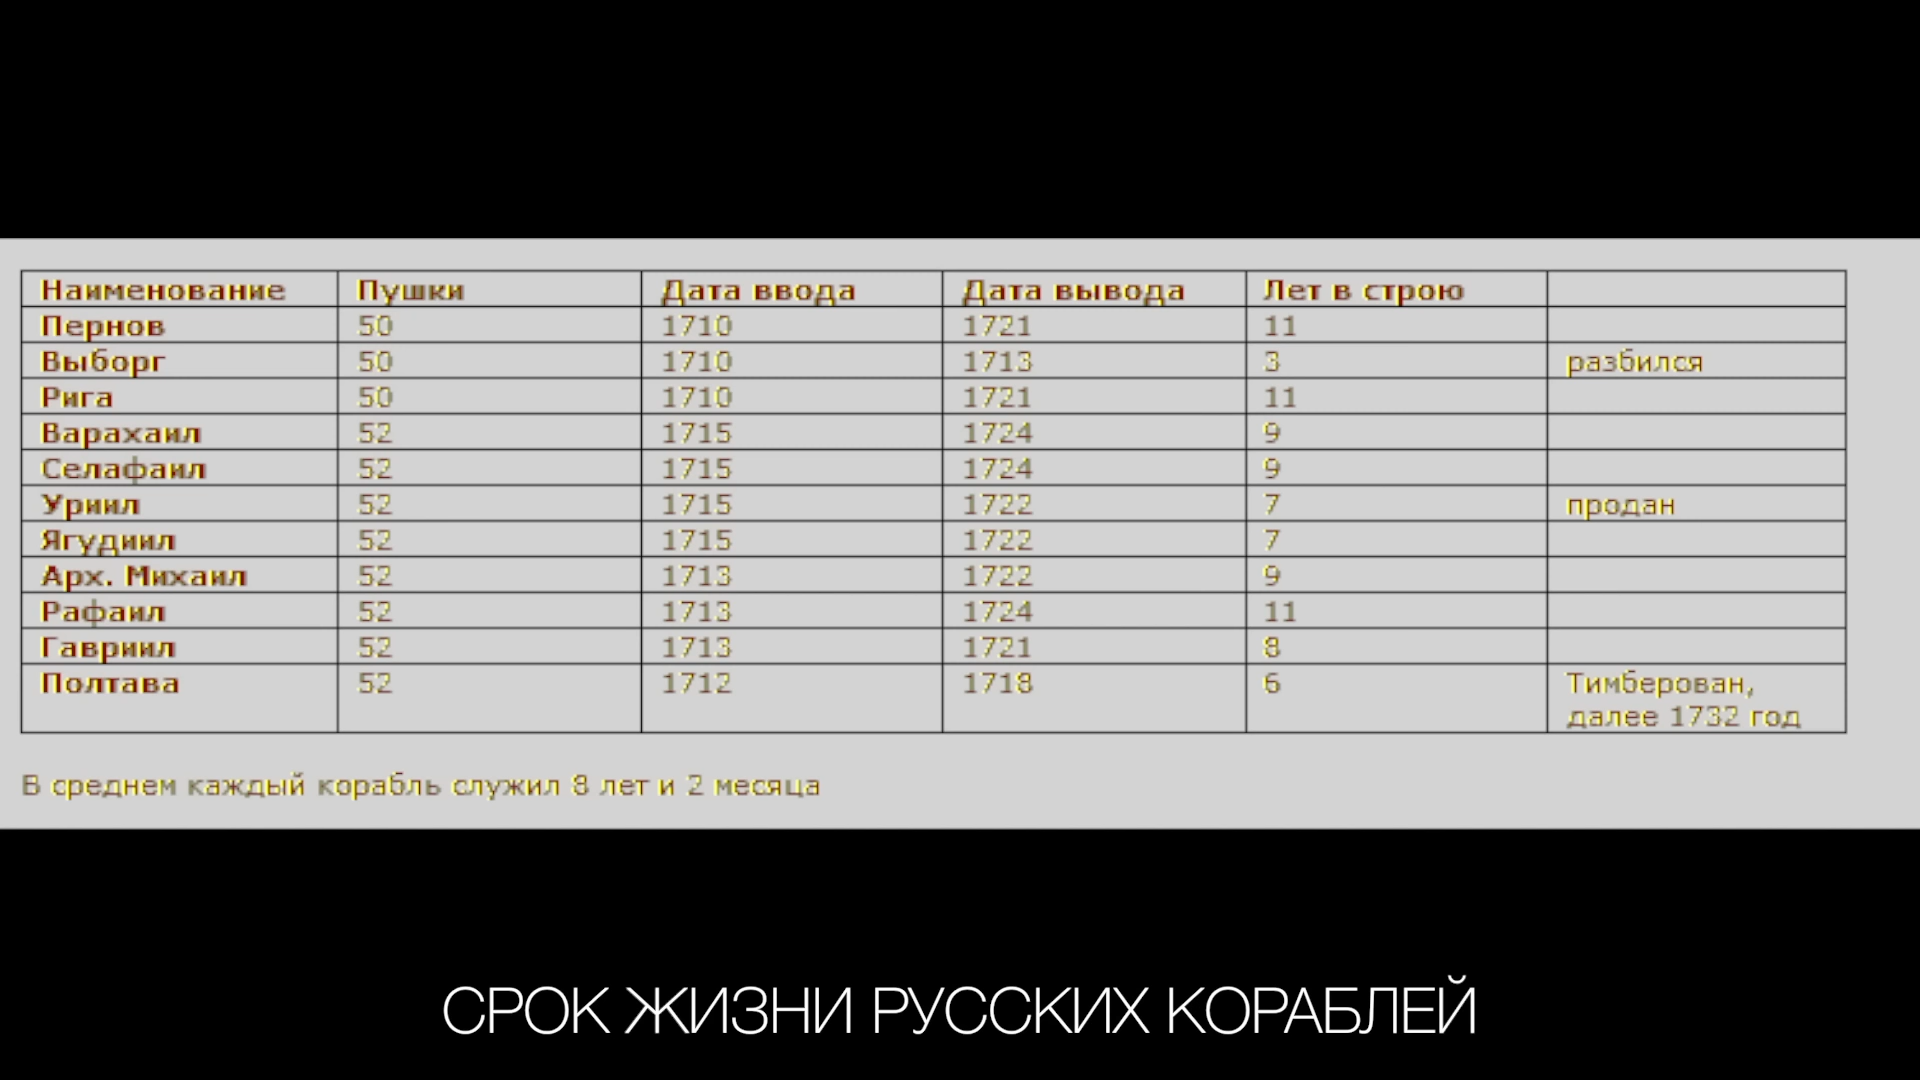 Наименование Пушки Дата ввода Дата вывода Лет в строю
Пернов 50 1710 1721 11
Выборг 50 1710 1713 3 разбился
Рига 50 1710 1721 11
Варахаил 52 1715 1724 9
Селафаил 52 1715 1724 9
Уриил 52 1715 1722 7 продан
Ягудиил 52 1715 1722 7
Арх. Михаил 52 1713 1722 9
Рафаил 52 1713 1724 11
Гавриил 52 1713 1721 8
Полтава 52 1712 1718 6 Тимберован,
далее 1732 год
В среднем каждый корабль служил 8 лет и 2 месяца
СРОК ЖИЗНИ РУССКИХ КОРАБЛЕЙ